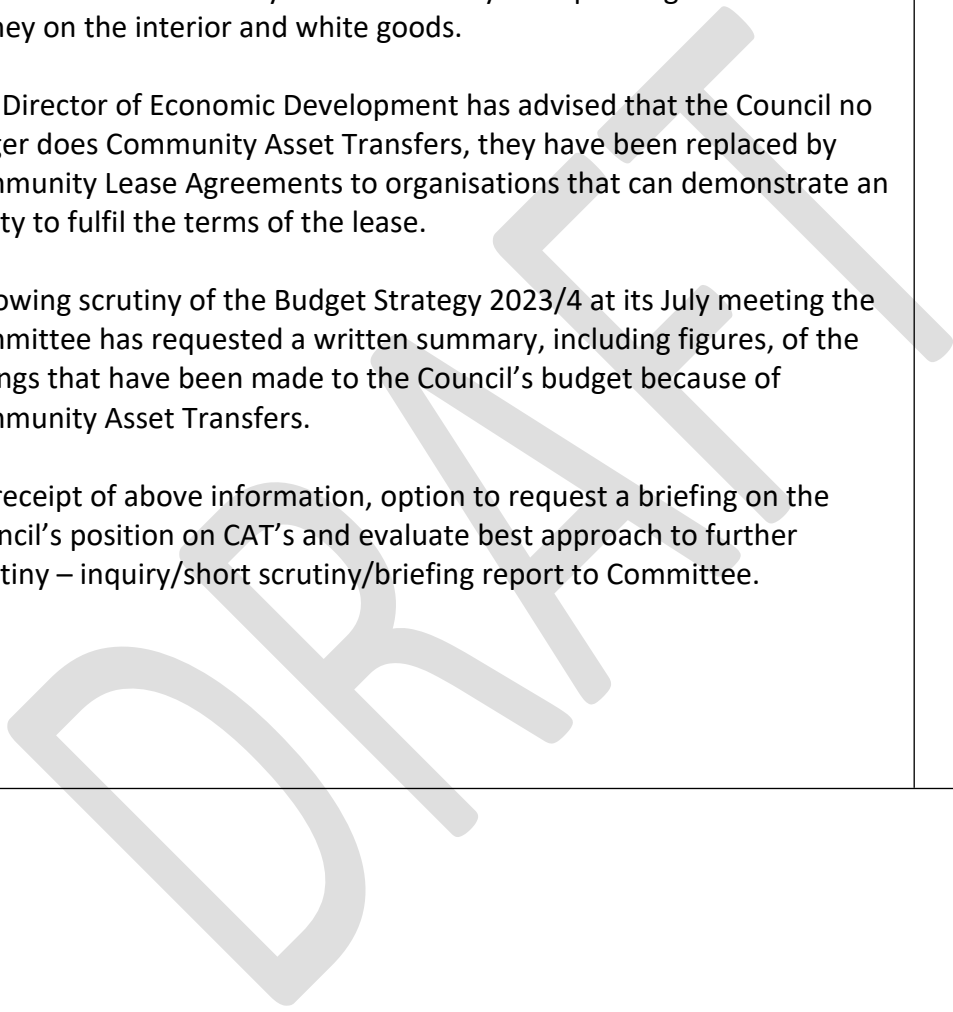 ney on the interior and white goods.
Director of Economic Development has advised that the Council no
ger does Community Asset Transfers, they have been replaced by
mmunity Lease Agreements to organisations that can demonstrate an
ity to fulfil the terms of the lease.
owing scrutiny of the Budget Strategy 2023/4 at its July meeting the
mmittee has requested a written summary, including figures, of the
ngs that have been made to the Council's budget because of
mmunity Asset Transfers.
receipt of above information, option to request a briefing on the
ncil's position on CAT's and evaluate best approach to further
tiny – inquiry/short scrutiny/briefing report to Committee.
DRAFT